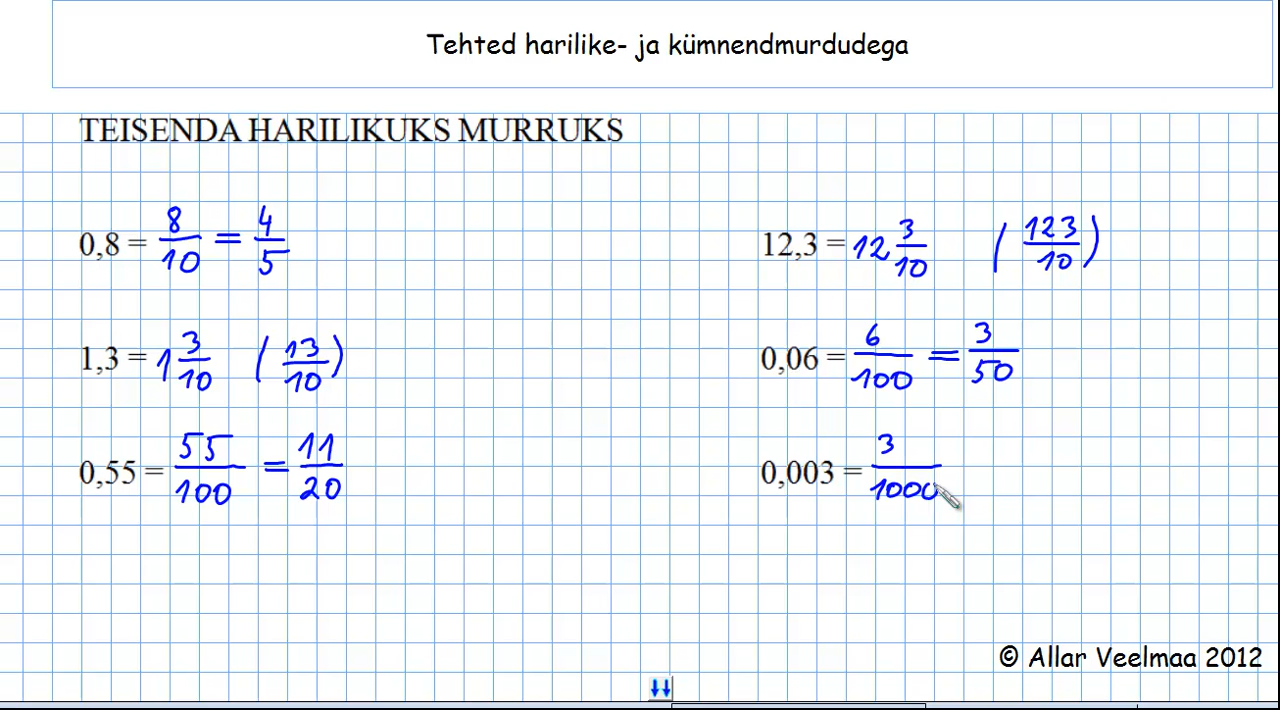 Tehted harilike- ja kümnendmurdudega
TEISENDA HARILIKUKS MURRUKS
0,8 = 8/10 = 4/5
1,3 = 1 3/10 (13/10)
0,55 = 55/100 = 11/20
12,3 = 12 3/10 (123/10)
0,06 = 6/100 = 3/50
0,003 = 3/1000
© Allar Veelmaa 2012